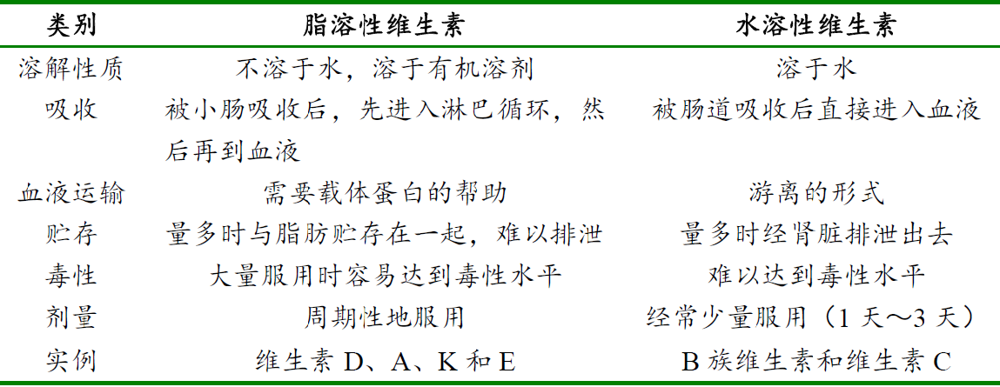 类别 脂溶性维生素 水溶性维生素
溶解性质 不溶于水，溶于有机溶剂 溶于水
吸收 被小肠吸收后，先进入淋巴循环，然 被肠道吸收后直接进入血液
后再到血液
血液运输 需要载体蛋白的帮助 游离的形式
贮存 量多时与脂肪贮存在一起，难以排泄 量多时经肾脏排泄出去
毒性 大量服用时容易达到毒性水平 难以达到毒性水平
剂量 周期性地服用 经常少量服用（1 天～3 天）
实例 维生素 D、A、K 和 E B 族维生素和维生素 C